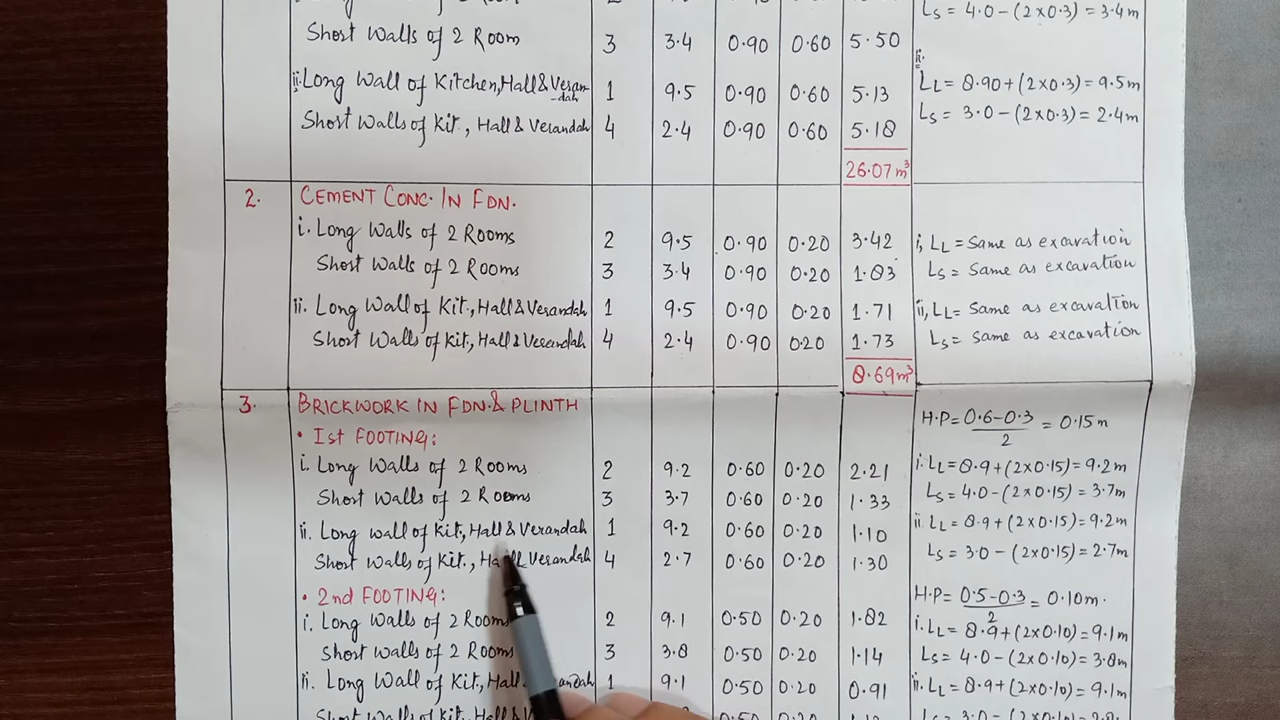 Short Walls of 2 Room 3 3.4 0.90 0.60 5.50
LS = 4.0-(2x0.3) = 3.4m
ii. Long Wall of Kitchen, Hall & Veran-dah 1 9.5 0.90 0.60 5.13
ii. LL = 8.90+(2x0.3) = 9.5m
Short Walls of Kit., Hall & Verandah 4 2.4 0.90 0.60 5.18
LS = 3.0-(2x0.3) = 2.4m
26.07m³
2. CEMENT CONC. IN FDN.
i. Long Walls of 2 Rooms 2 9.5 0.90 0.20 3.42 i, LL = Same as excavation
Short Walls of 2 Rooms 3 3.4 0.90 0.20 1.83 LS = Same as excavation
ii. Long Wall of Kit., Hall & Verandah 1 9.5 0.90 0.20 1.71 ii, LL = Same as excavation
Short Walls of Kit, Hall & Verandah 4 2.4 0.90 0.20 1.73 LS = Same as excavation
8.69m³
3. BRICKWORK IN FDN. & PLINTH
H.P = 0.6-0.3/2 = 0.15m
• 1st FOOTING:
i. Long Walls of 2 Rooms 2 9.2 0.60 0.20 2.21 i. LL = 8.9+(2x0.15) = 9.2m
Short Walls of 2 Rooms 3 3.7 0.60 0.20 1.33 LS = 4.0-(2x0.15) = 3.7m
ii. Long wall of Kit., Hall & Verandah 1 9.2 0.60 0.20 1.10 ii. LL = 8.9+(2x0.15) = 9.2m
Short Walls of Kit., Verandah 4 2.7 0.60 0.20 1.30 LS = 3.0-(2x0.15) = 2.7m
• 2nd FOOTING:
H.P = 0.5-0.3/2 = 0.10m.
i. Long Walls of 2 Rooms 2 9.1 0.50 0.20 1.82 i. LL = 8.9+(2x0.10) = 9.1m
Short Walls of 2 Rooms 3 3.8 0.50 0.20 1.14 LS = 4.0-(2x0.10) = 3.8m
ii. Long Wall of Kit, Hall 1 9.1 0.50 0.20 0.91 ii. LL = 8.9+(2x0.10) = 9.1m